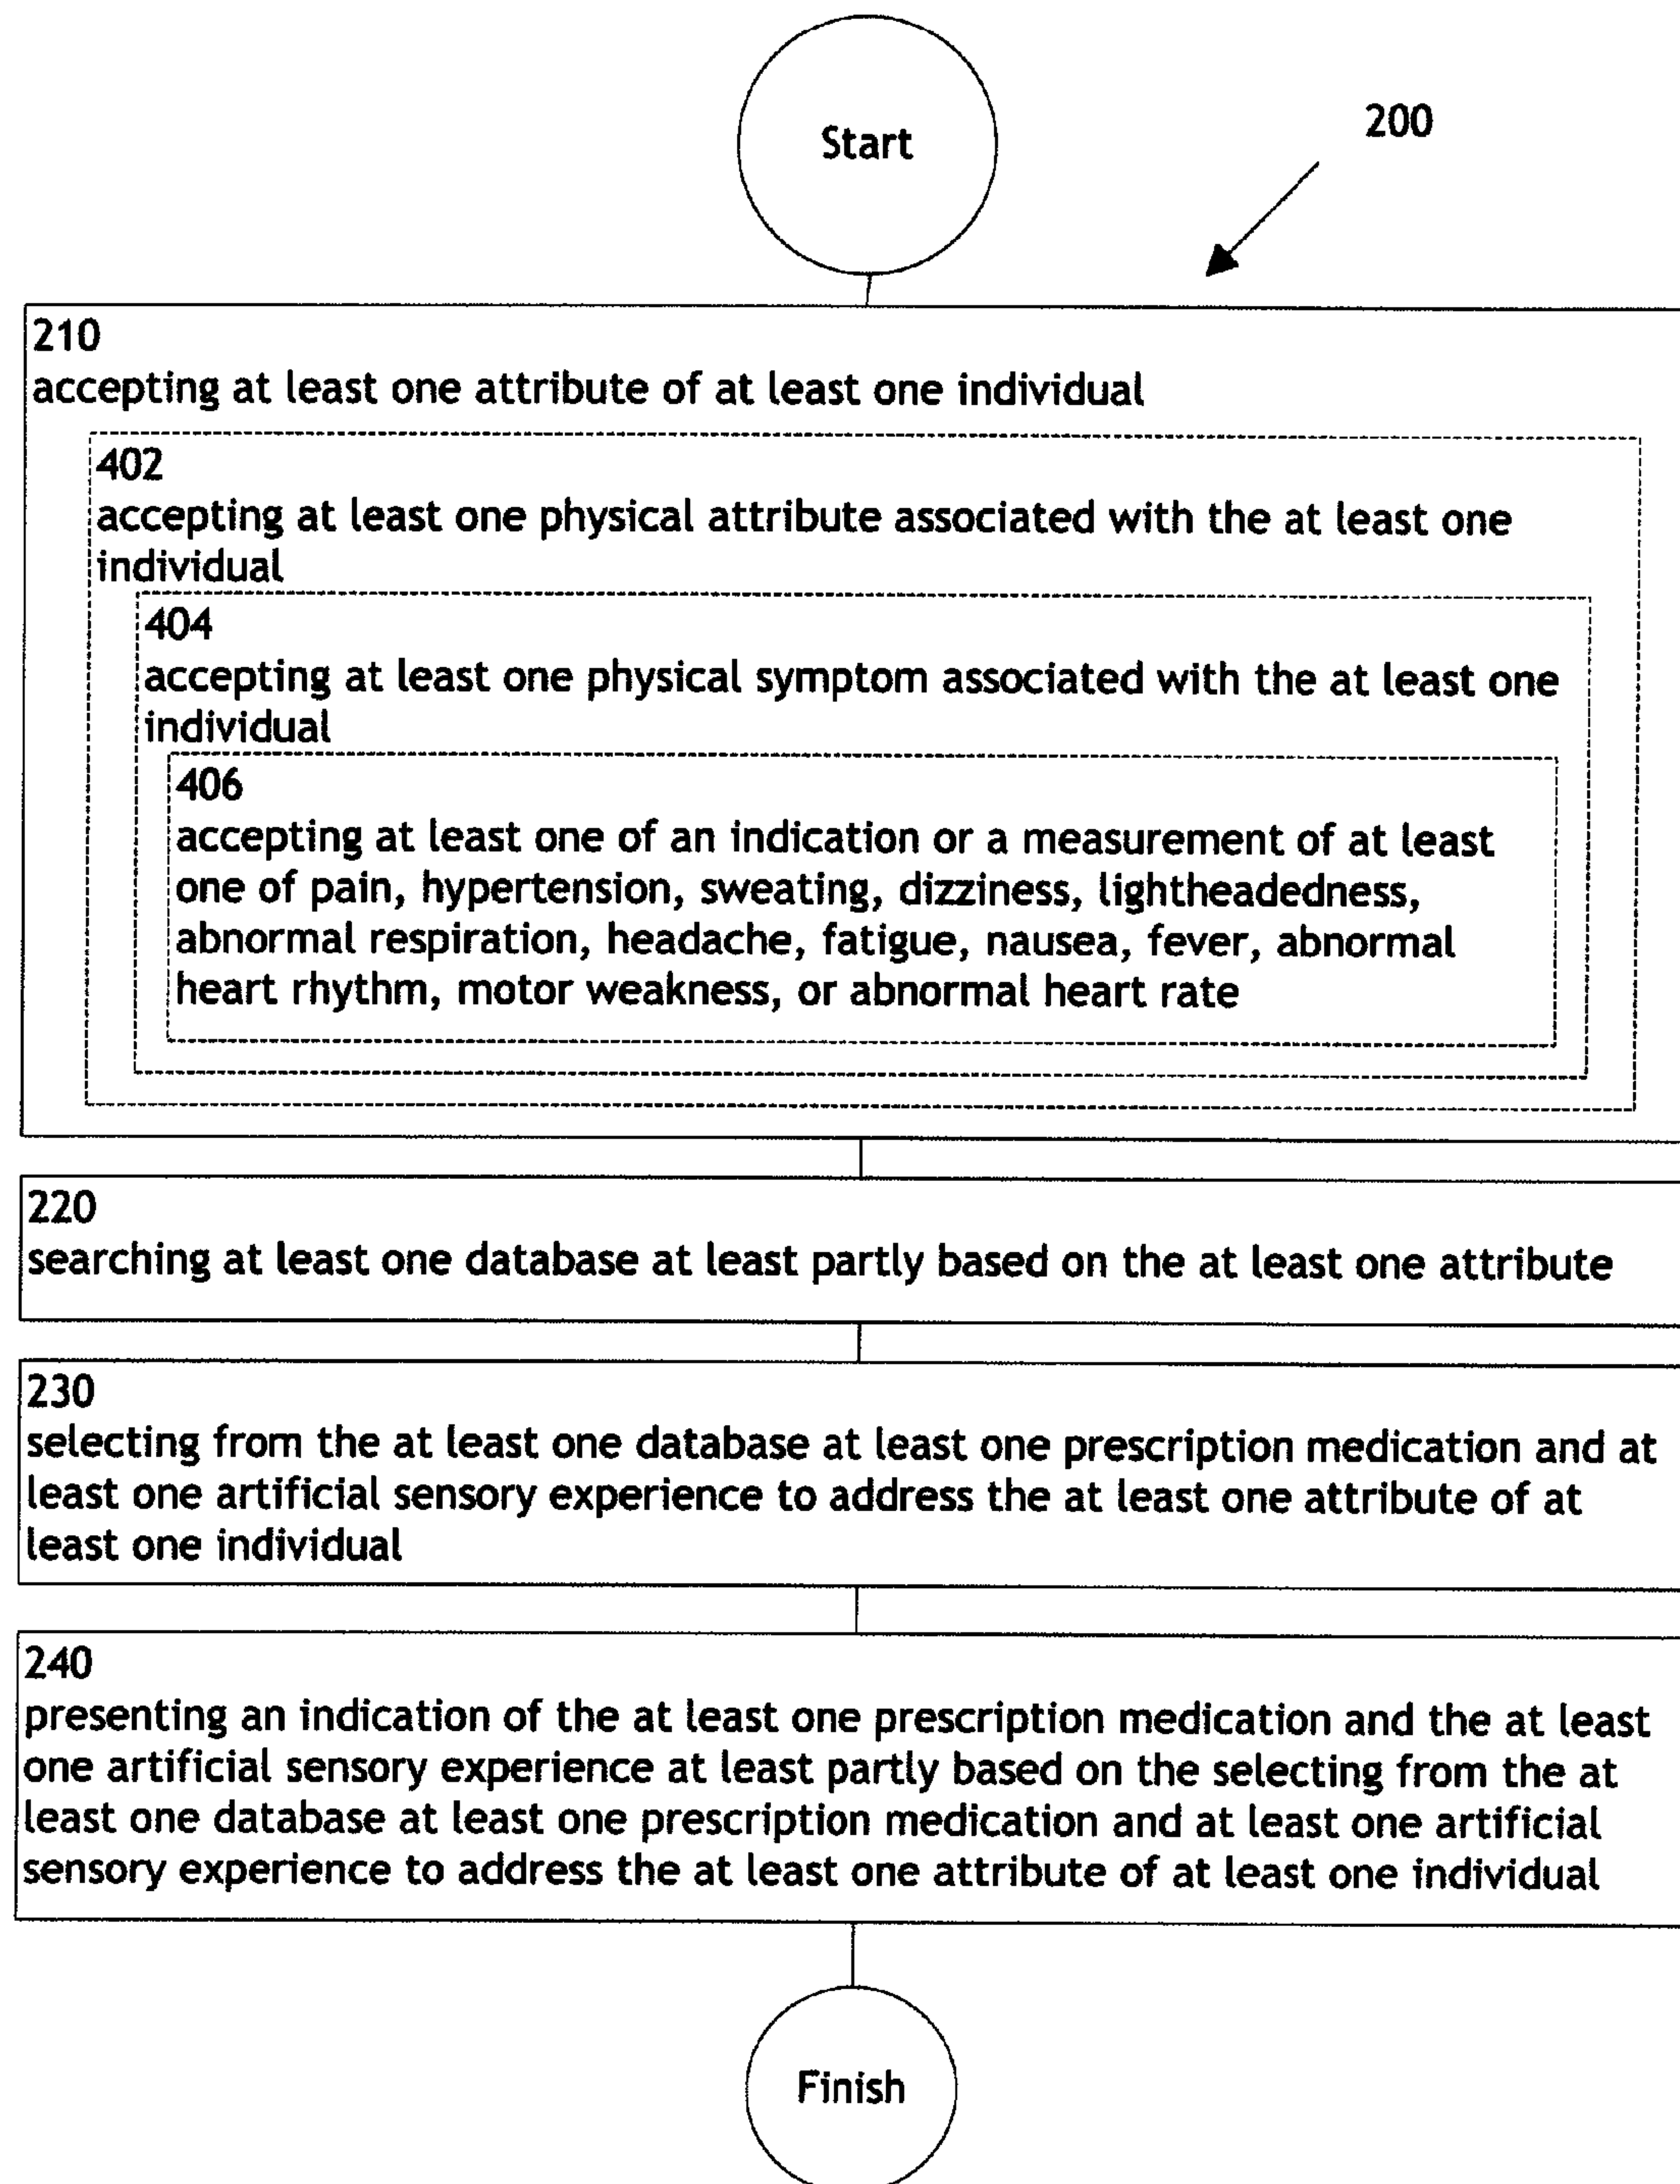 Start
200
210
accepting at least one attribute of at least one individual
402
accepting at least one physical attribute associated with the at least one
individual
404
accepting at least one physical symptom associated with the at least one
individual
406
accepting at least one of an indication or a measurement of at least
one of pain, hypertension, sweating, dizziness, lightheadedness,
abnormal respiration, headache, fatigue, nausea, fever, abnormal
heart rhythm, motor weakness, or abnormal heart rate
220
searching at least one database at least partly based on the at least one attribute
230
selecting from the at least one database at least one prescription medication and at
least one artificial sensory experience to address the at least one attribute of at
least one individual
240
presenting an indication of the at least one prescription medication and the at least
one artificial sensory experience at least partly based on the selecting from the at
least one database at least one prescription medication and at least one artificial
sensory experience to address the at least one attribute of at least one individual
Finish